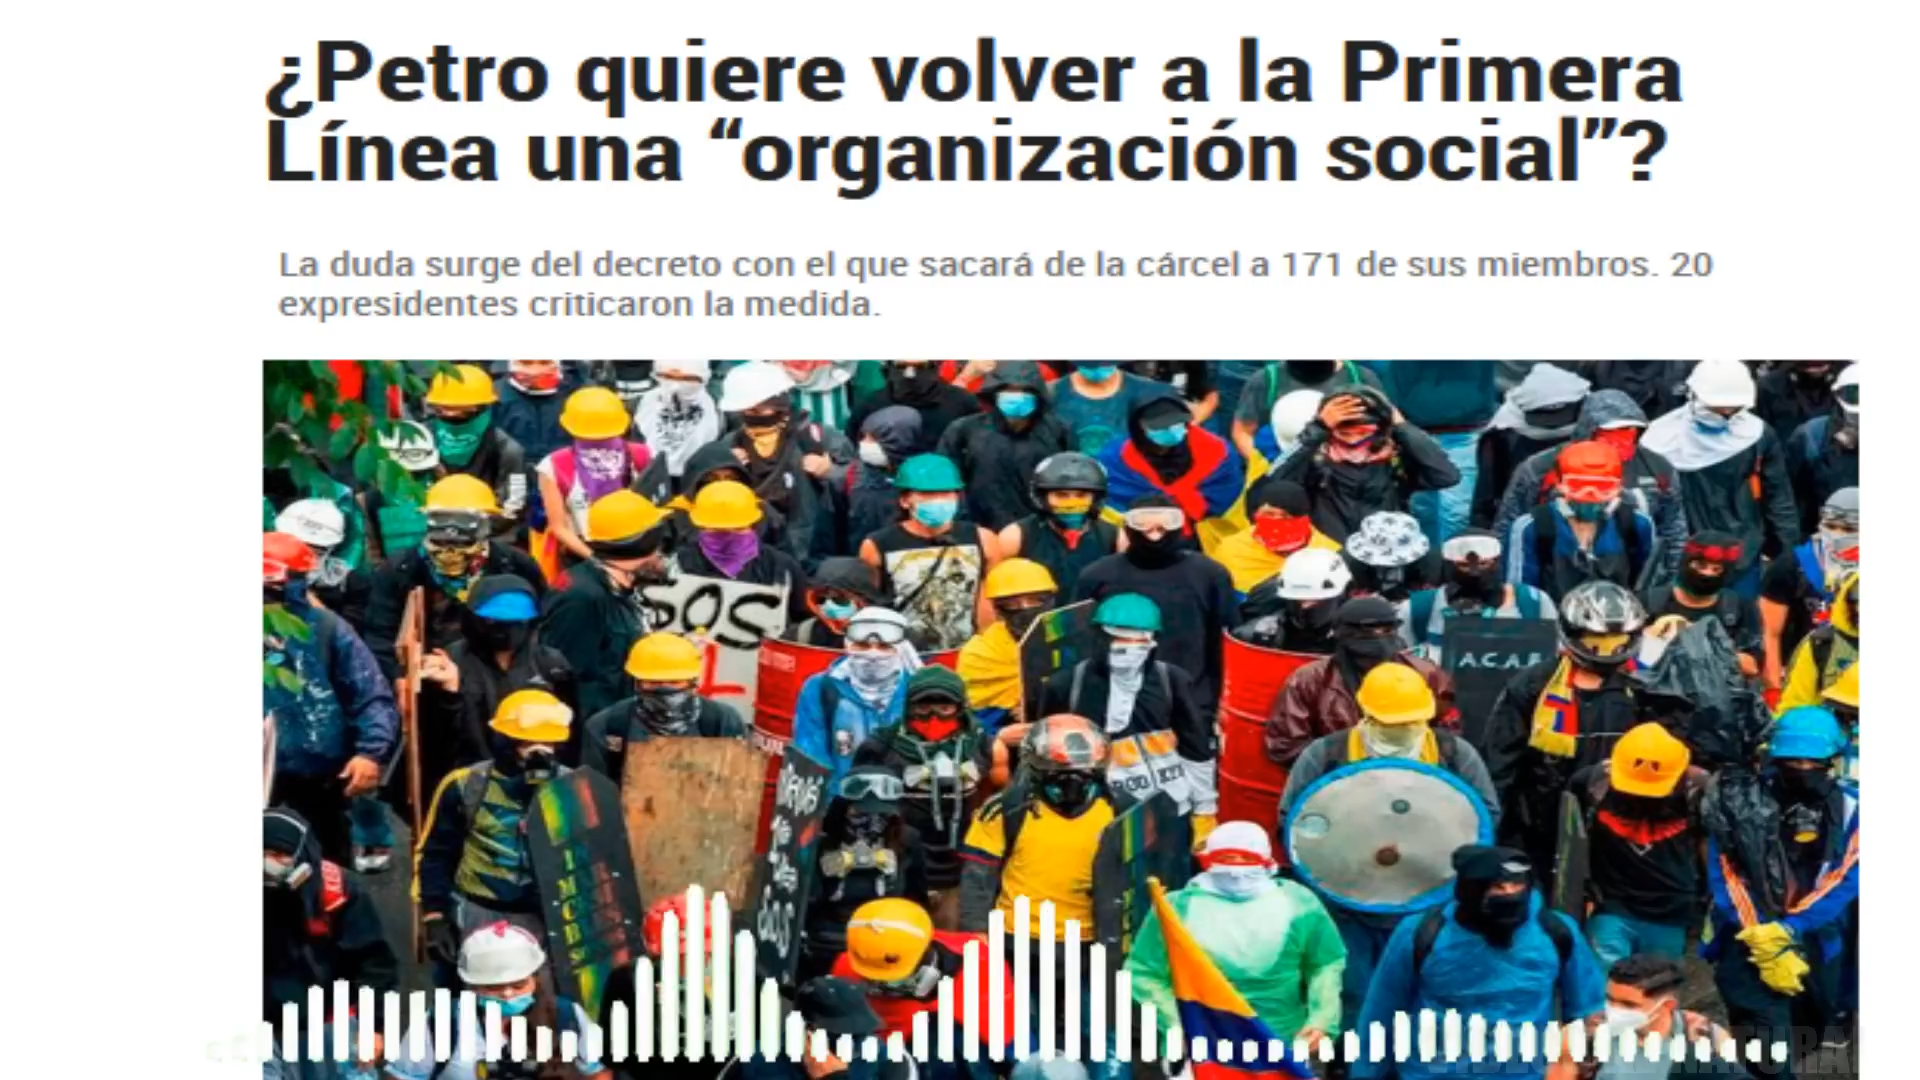 ¿Petro quiere volver a la Primera
Línea una “organización social”?
La duda surge del decreto con el que sacará de la cárcel a 171 de sus miembros. 20
expresidentes criticaron la medida.
SOS
A.C.A.B